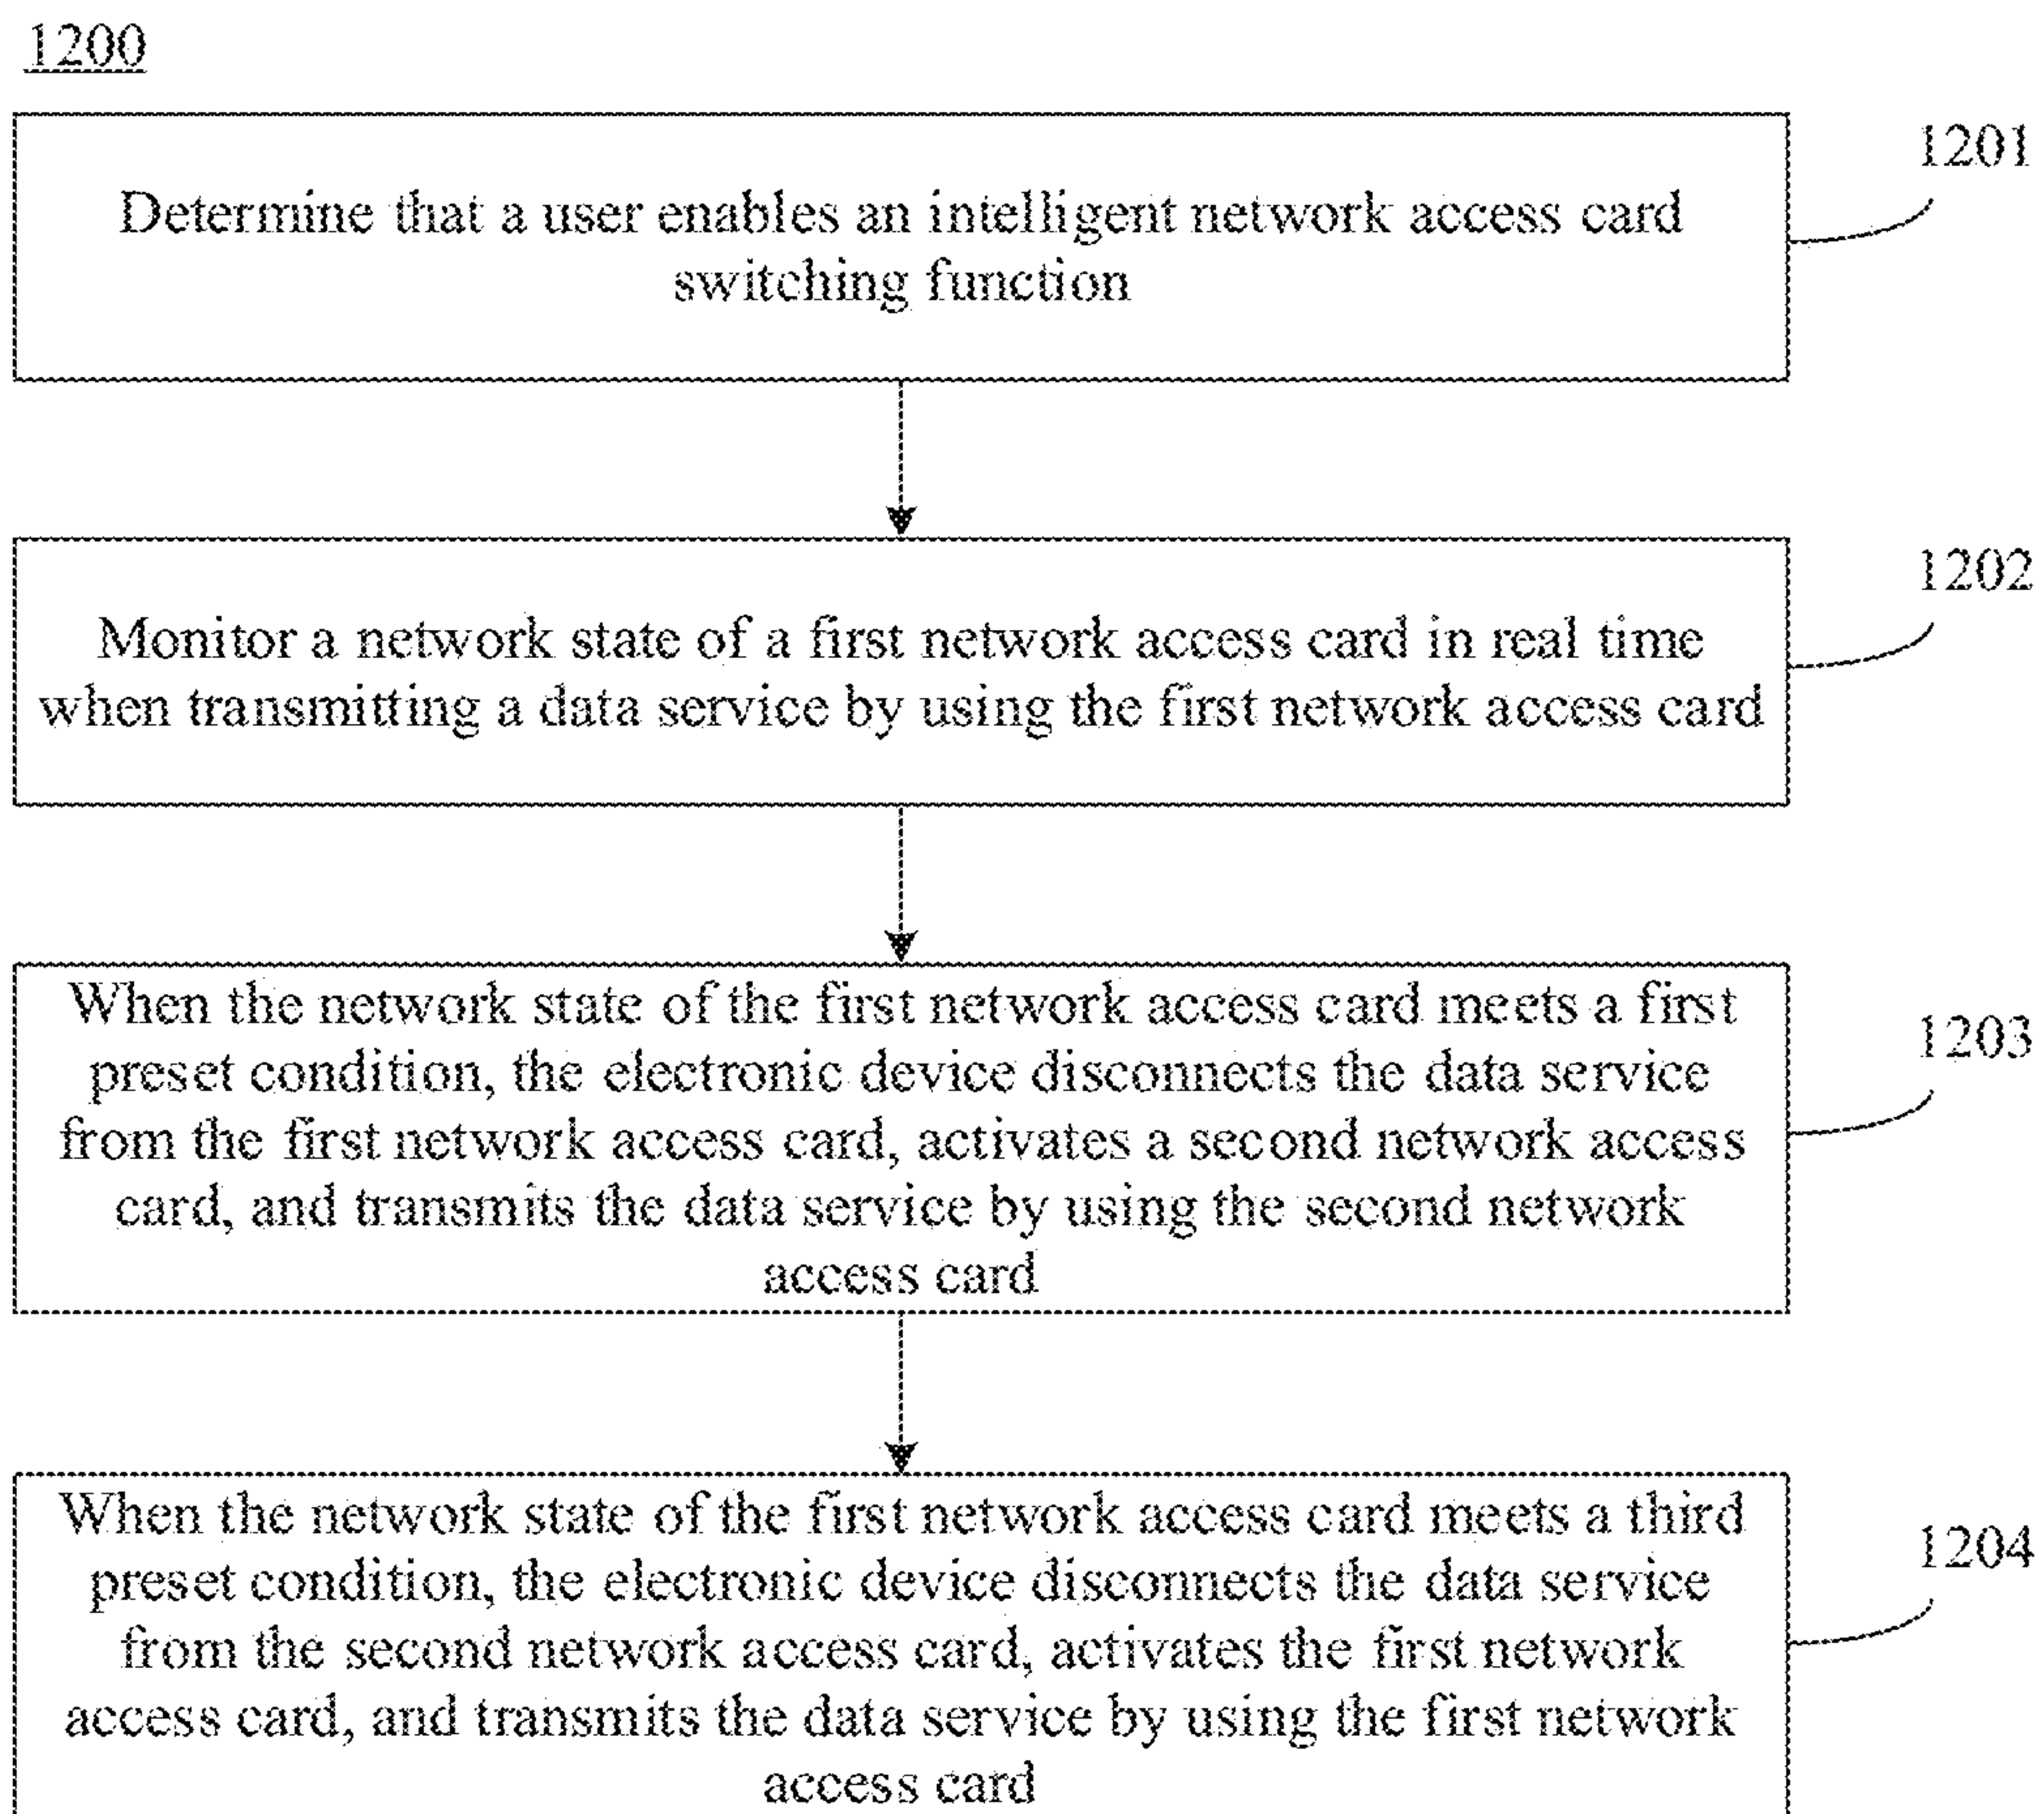 1200
1201
Determine that a user enables an intelligent network access card
switching function
1202
Monitor a network state of a first network access card in real time
when transmitting a data service by using the first network access card
1203
When the network state of the first network access card meets a first
preset condition, the electronic device disconnects the data service
from the first network access card, activates a second network access
card, and transmits the data service by using the second network
access card
1204
When the network state of the first network access card meets a third
preset condition, the electronic device disconnects the data service
from the second network access card, activates the first network
access card, and transmits the data service by using the first network
access card